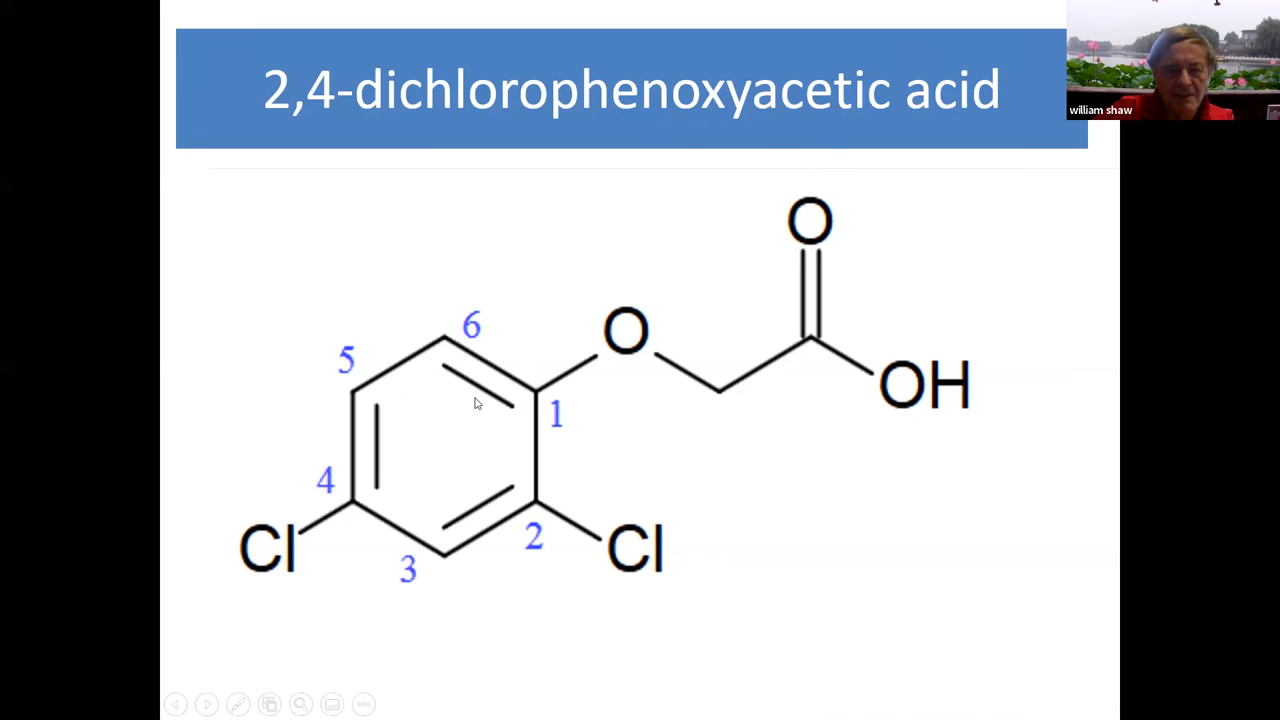 2,4-dichlorophenoxyacetic acid
william shaw
O
6
O
5
OH
1
4
2
Cl
Cl
3